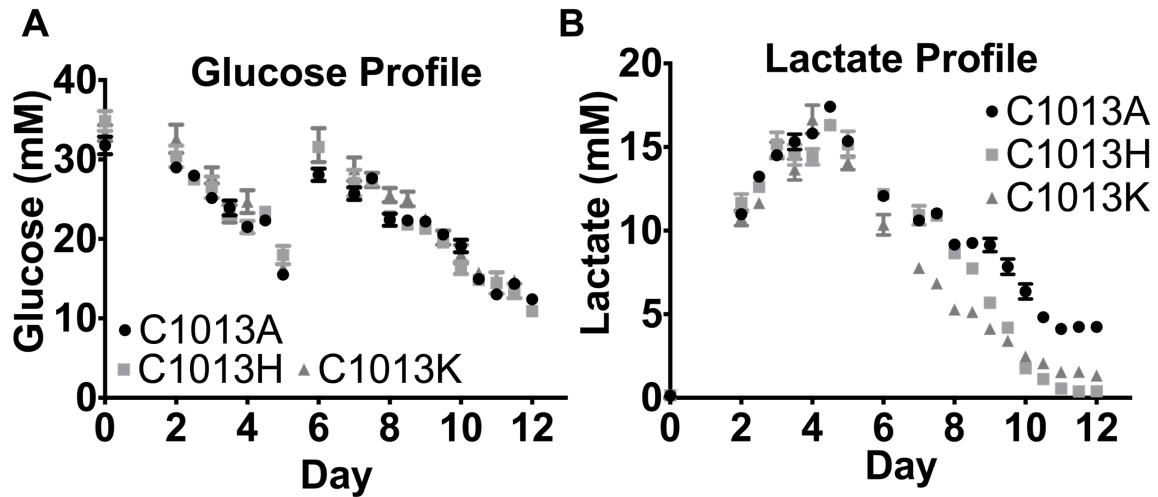 A
Glucose Profile
Glucose (mM)
40
30
20
10
0
C1013A
C1013H C1013K
0 2 4 6 8 10 12
Day
B
Lactate Profile
Lactate (mM)
20
15
10
5
0
C1013A
C1013H
C1013K
0 2 4 6 8 10 12
Day